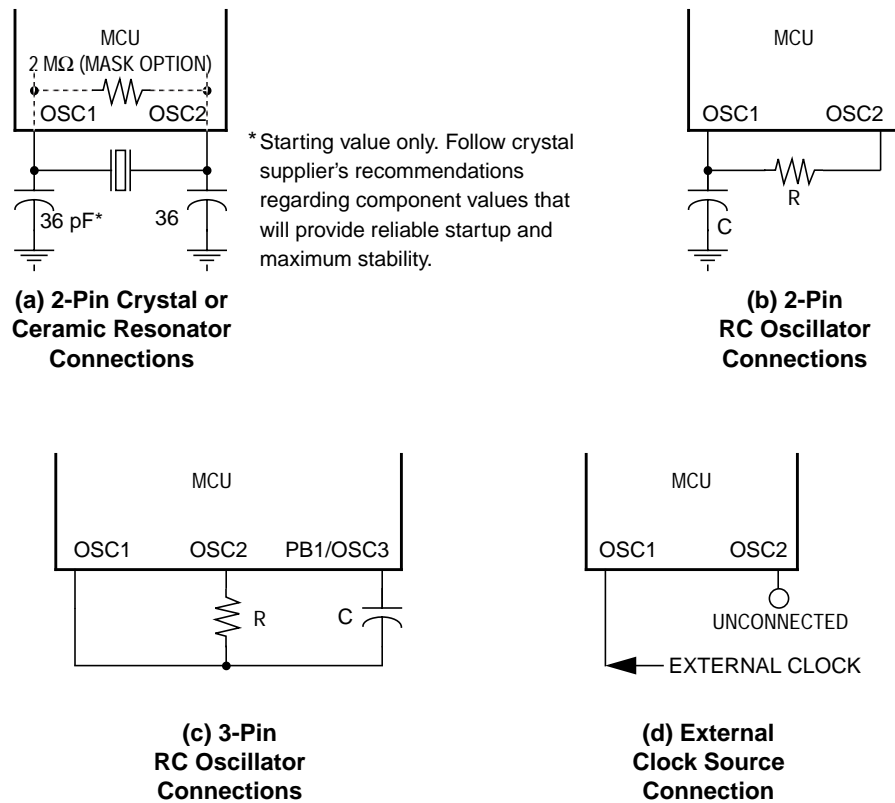 MCU
2 MΩ (MASK OPTION)
OSC1 OSC2
36 pF* 36
* Starting value only. Follow crystal
supplier's recommendations
regarding component values that
will provide reliable startup and
maximum stability.
(a) 2-Pin Crystal or
Ceramic Resonator
Connections
MCU
OSC1 OSC2
R
C
(b) 2-Pin
RC Oscillator
Connections
MCU
OSC1 OSC2 PB1/OSC3
R C
(c) 3-Pin
RC Oscillator
Connections
MCU
OSC1 OSC2
UNCONNECTED
EXTERNAL CLOCK
(d) External
Clock Source
Connection